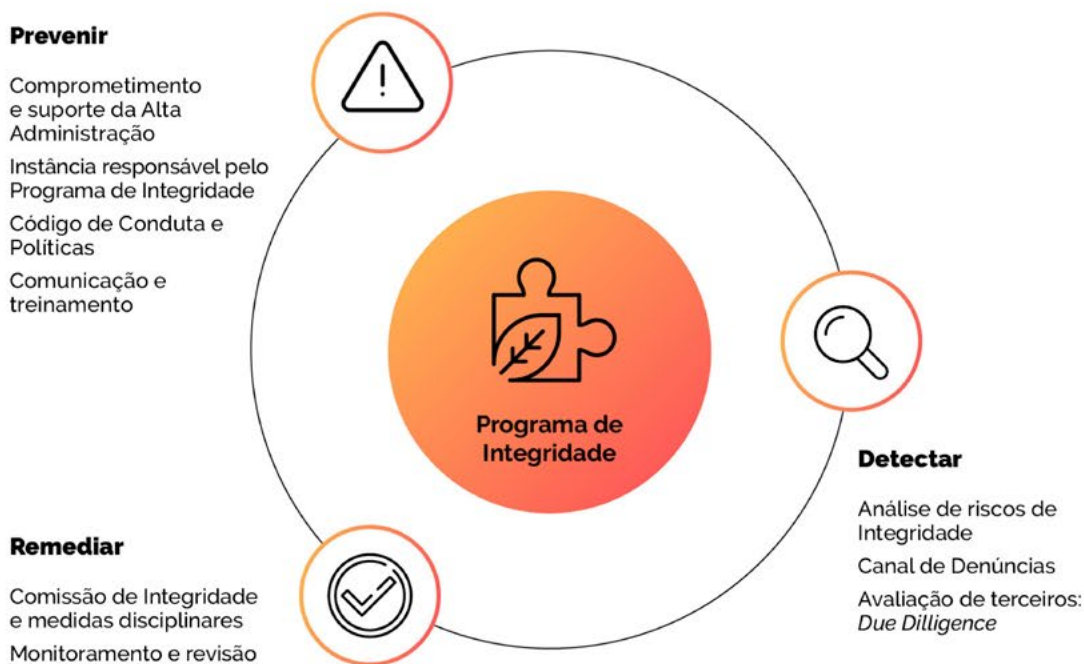 Prevenir
Comprometimento
e suporte da Alta
Administração
Instância responsável pelo
Programa de Integridade
Código de Conduta e
Políticas
Comunicação e
treinamento
Programa de
Integridade
Detectar
Análise de riscos de
Integridade
Canal de Denúncias
Avaliação de terceiros:
Due Dilligence
Remediar
Comissão de Integridade
e medidas disciplinares
Monitoramento e revisão